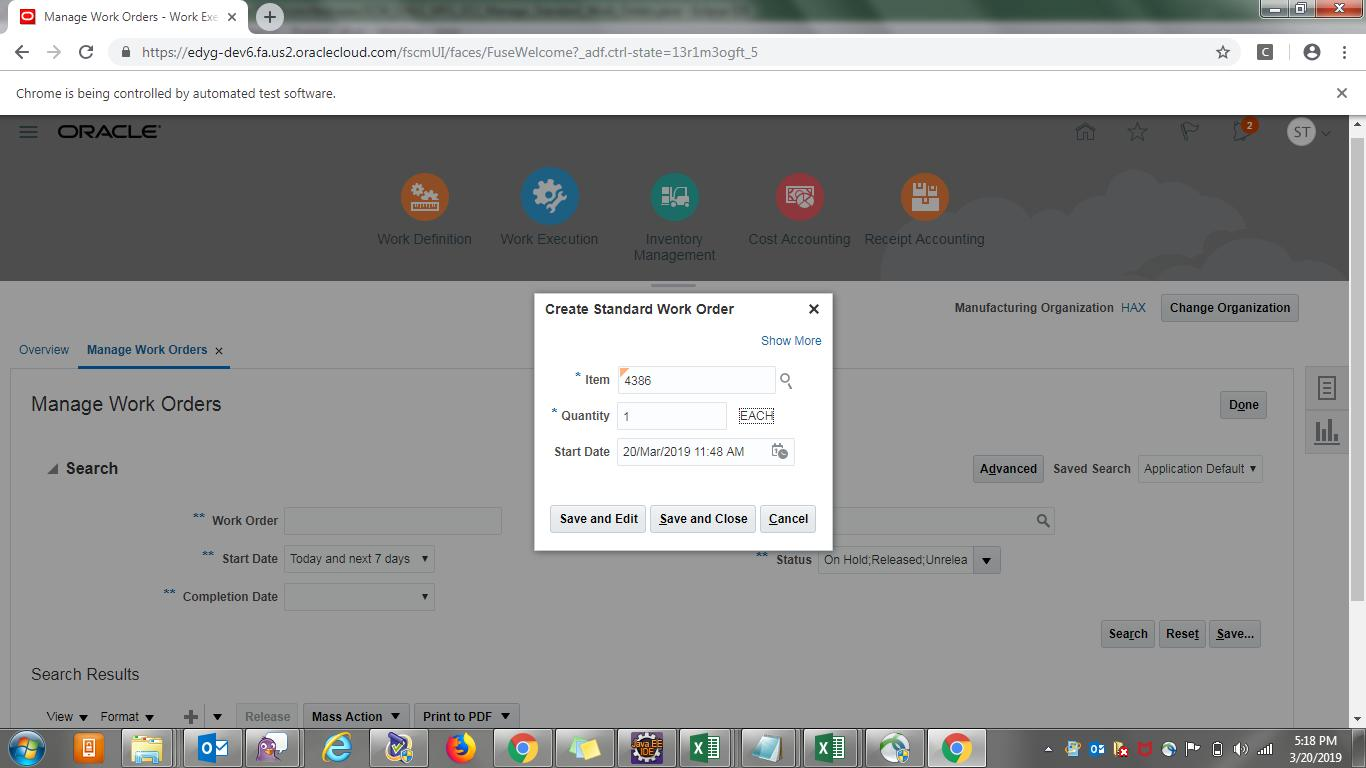 Manage Work Orders - Work Exe
https://edyg-dev6.fa.us2.oraclecloud.com/fscmUI/faces/FuseWelcome?_adf.ctrl-state=13r1m3ogft_5
C
Chrome is being controlled by automated test software.
ORACLE
2
ST
Work Definition
Work Execution
Inventory Management
Cost Accounting
Receipt Accounting
Manufacturing Organization HAX
Change Organization
Overview
Manage Work Orders
Manage Work Orders
Done
Search
Advanced
Saved Search
Application Default
** Work Order
** Start Date Today and next 7 days
** Status On Hold;Released;Unrelea
** Completion Date
Search
Reset
Save...
Search Results
View
Format
Release
Mass Action
Print to PDF
Create Standard Work Order
Show More
* Item 4386
* Quantity 1 EACH
Start Date 20/Mar/2019 11:48 AM
Save and Edit
Save and Close
Cancel
Java EE
IDE
5:18 PM
3/20/2019